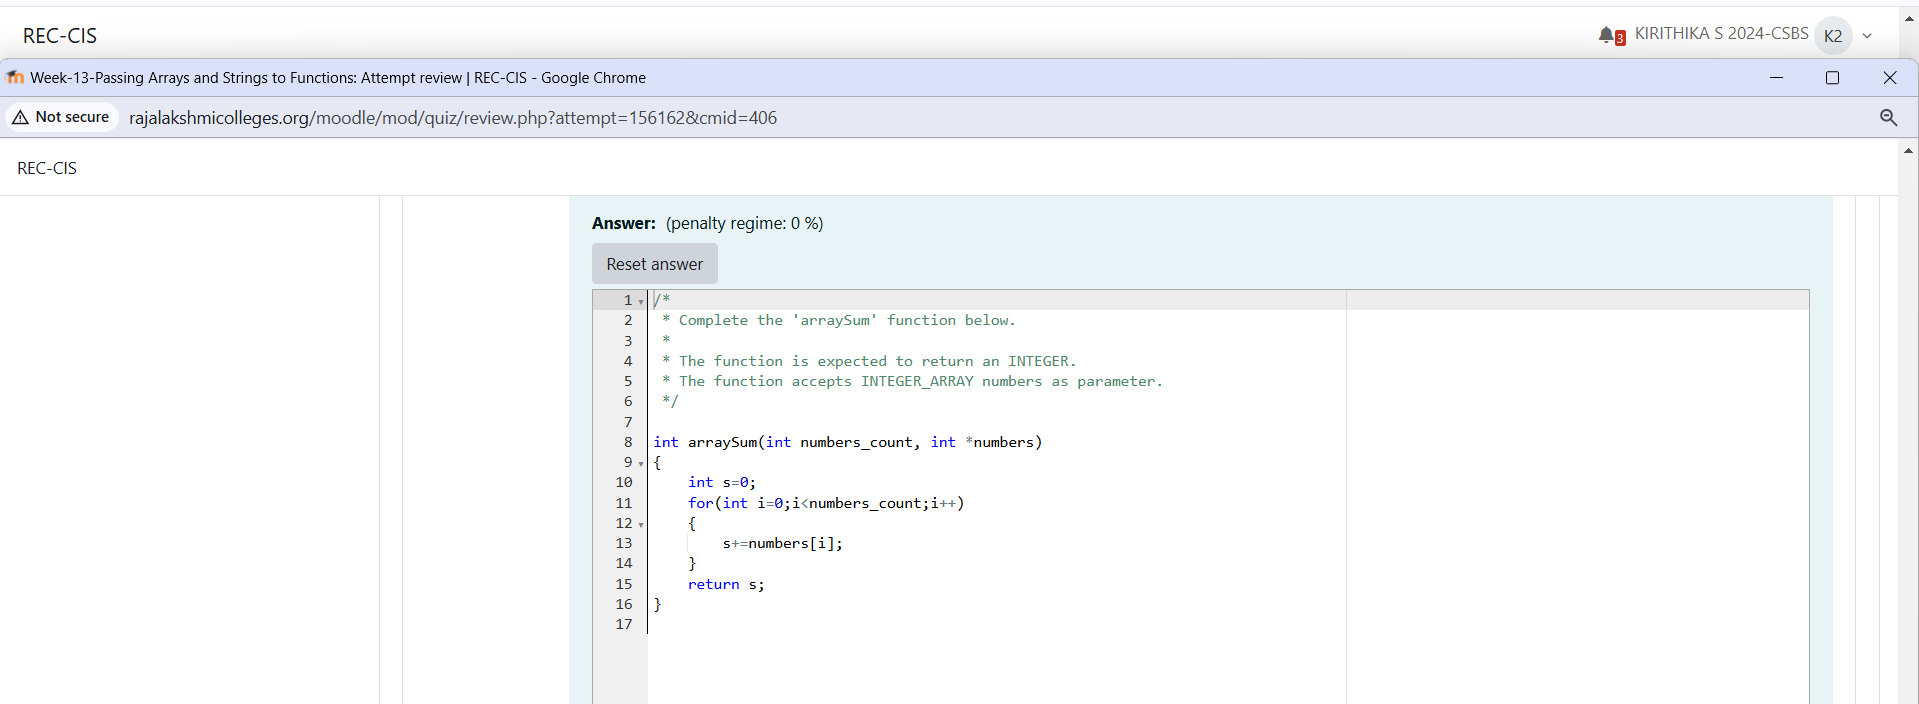 REC-CIS
3 KIRITHIKA S 2024-CSBS K2
Week-13-Passing Arrays and Strings to Functions: Attempt review | REC-CIS - Google Chrome
Not secure rajalakshmicolleges.org/moodle/mod/quiz/review.php?attempt=156162&cmid=406
REC-CIS
Answer: (penalty regime: 0 %)
Reset answer
1 /*
2  * Complete the 'arraySum' function below.
3  *
4  * The function is expected to return an INTEGER.
5  * The function accepts INTEGER_ARRAY numbers as parameter.
6  */
7
8 int arraySum(int numbers_count, int *numbers)
9 {
10     int s=0;
11     for(int i=0;i<numbers_count;i++)
12     {
13         s+=numbers[i];
14     }
15     return s;
16 }
17